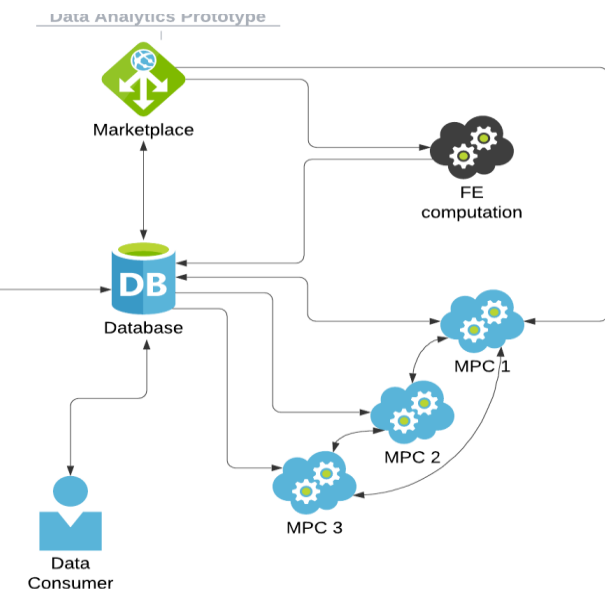 Data Analytics Prototype
Marketplace
FE
computation
DB
Database
MPC 1
MPC 2
MPC 3
Data
Consumer